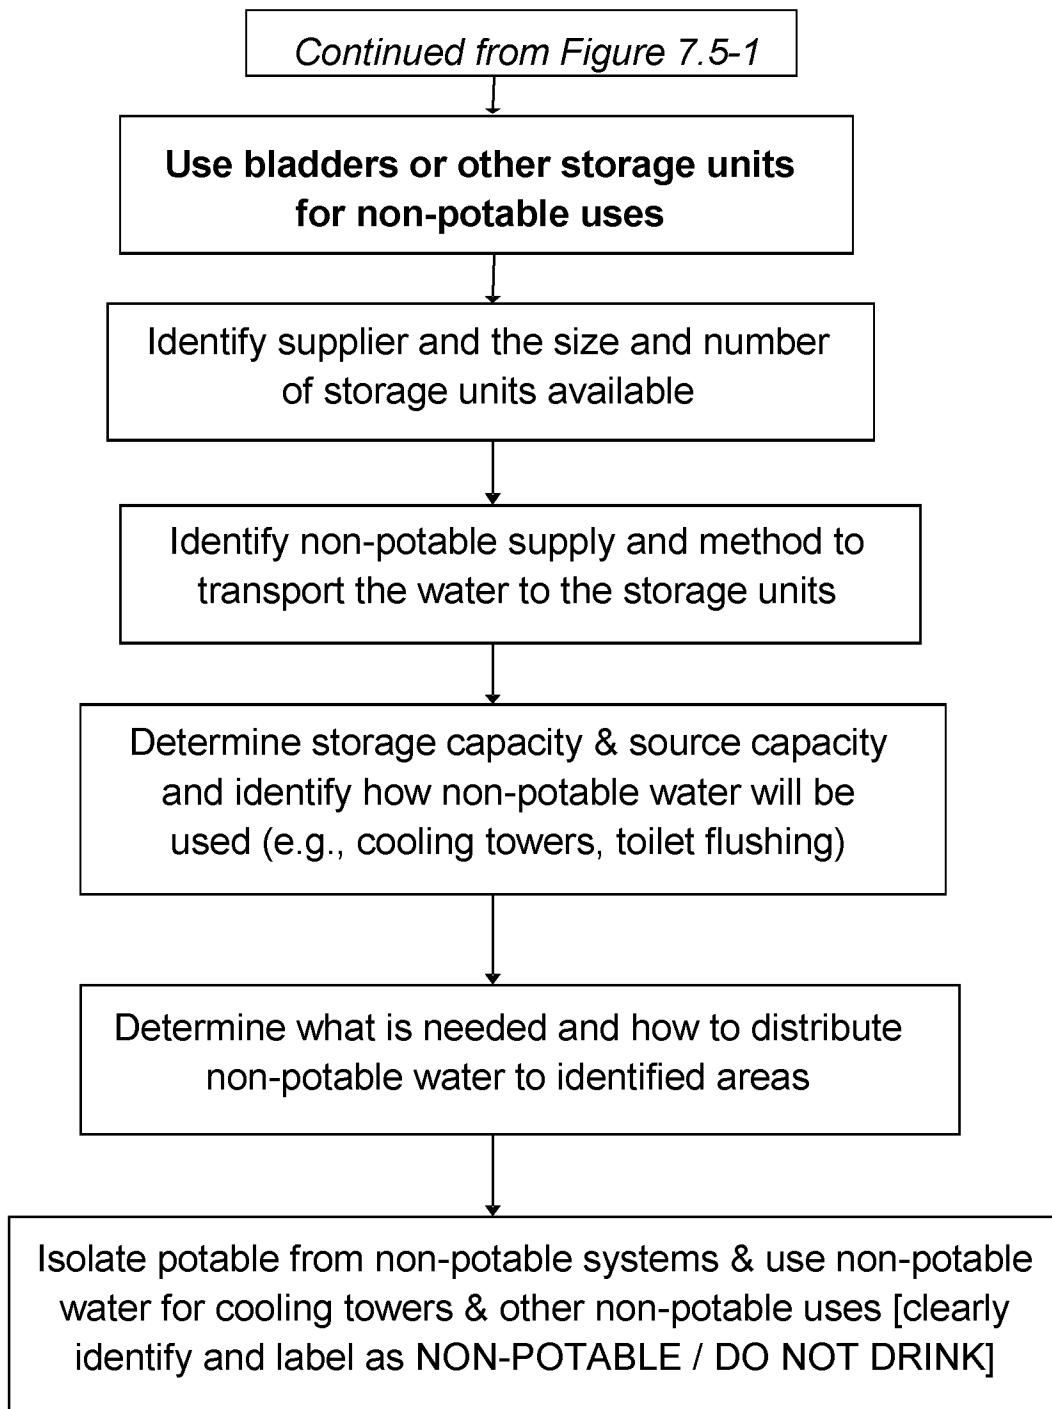 Continued from Figure 7.5-1
Use bladders or other storage units
for non-potable uses
Identify supplier and the size and number
of storage units available
Identify non-potable supply and method to
transport the water to the storage units
Determine storage capacity & source capacity
and identify how non-potable water will be
used (e.g., cooling towers, toilet flushing)
Determine what is needed and how to distribute
non-potable water to identified areas
Isolate potable from non-potable systems & use non-potable
water for cooling towers & other non-potable uses [clearly
identify and label as NON-POTABLE / DO NOT DRINK]